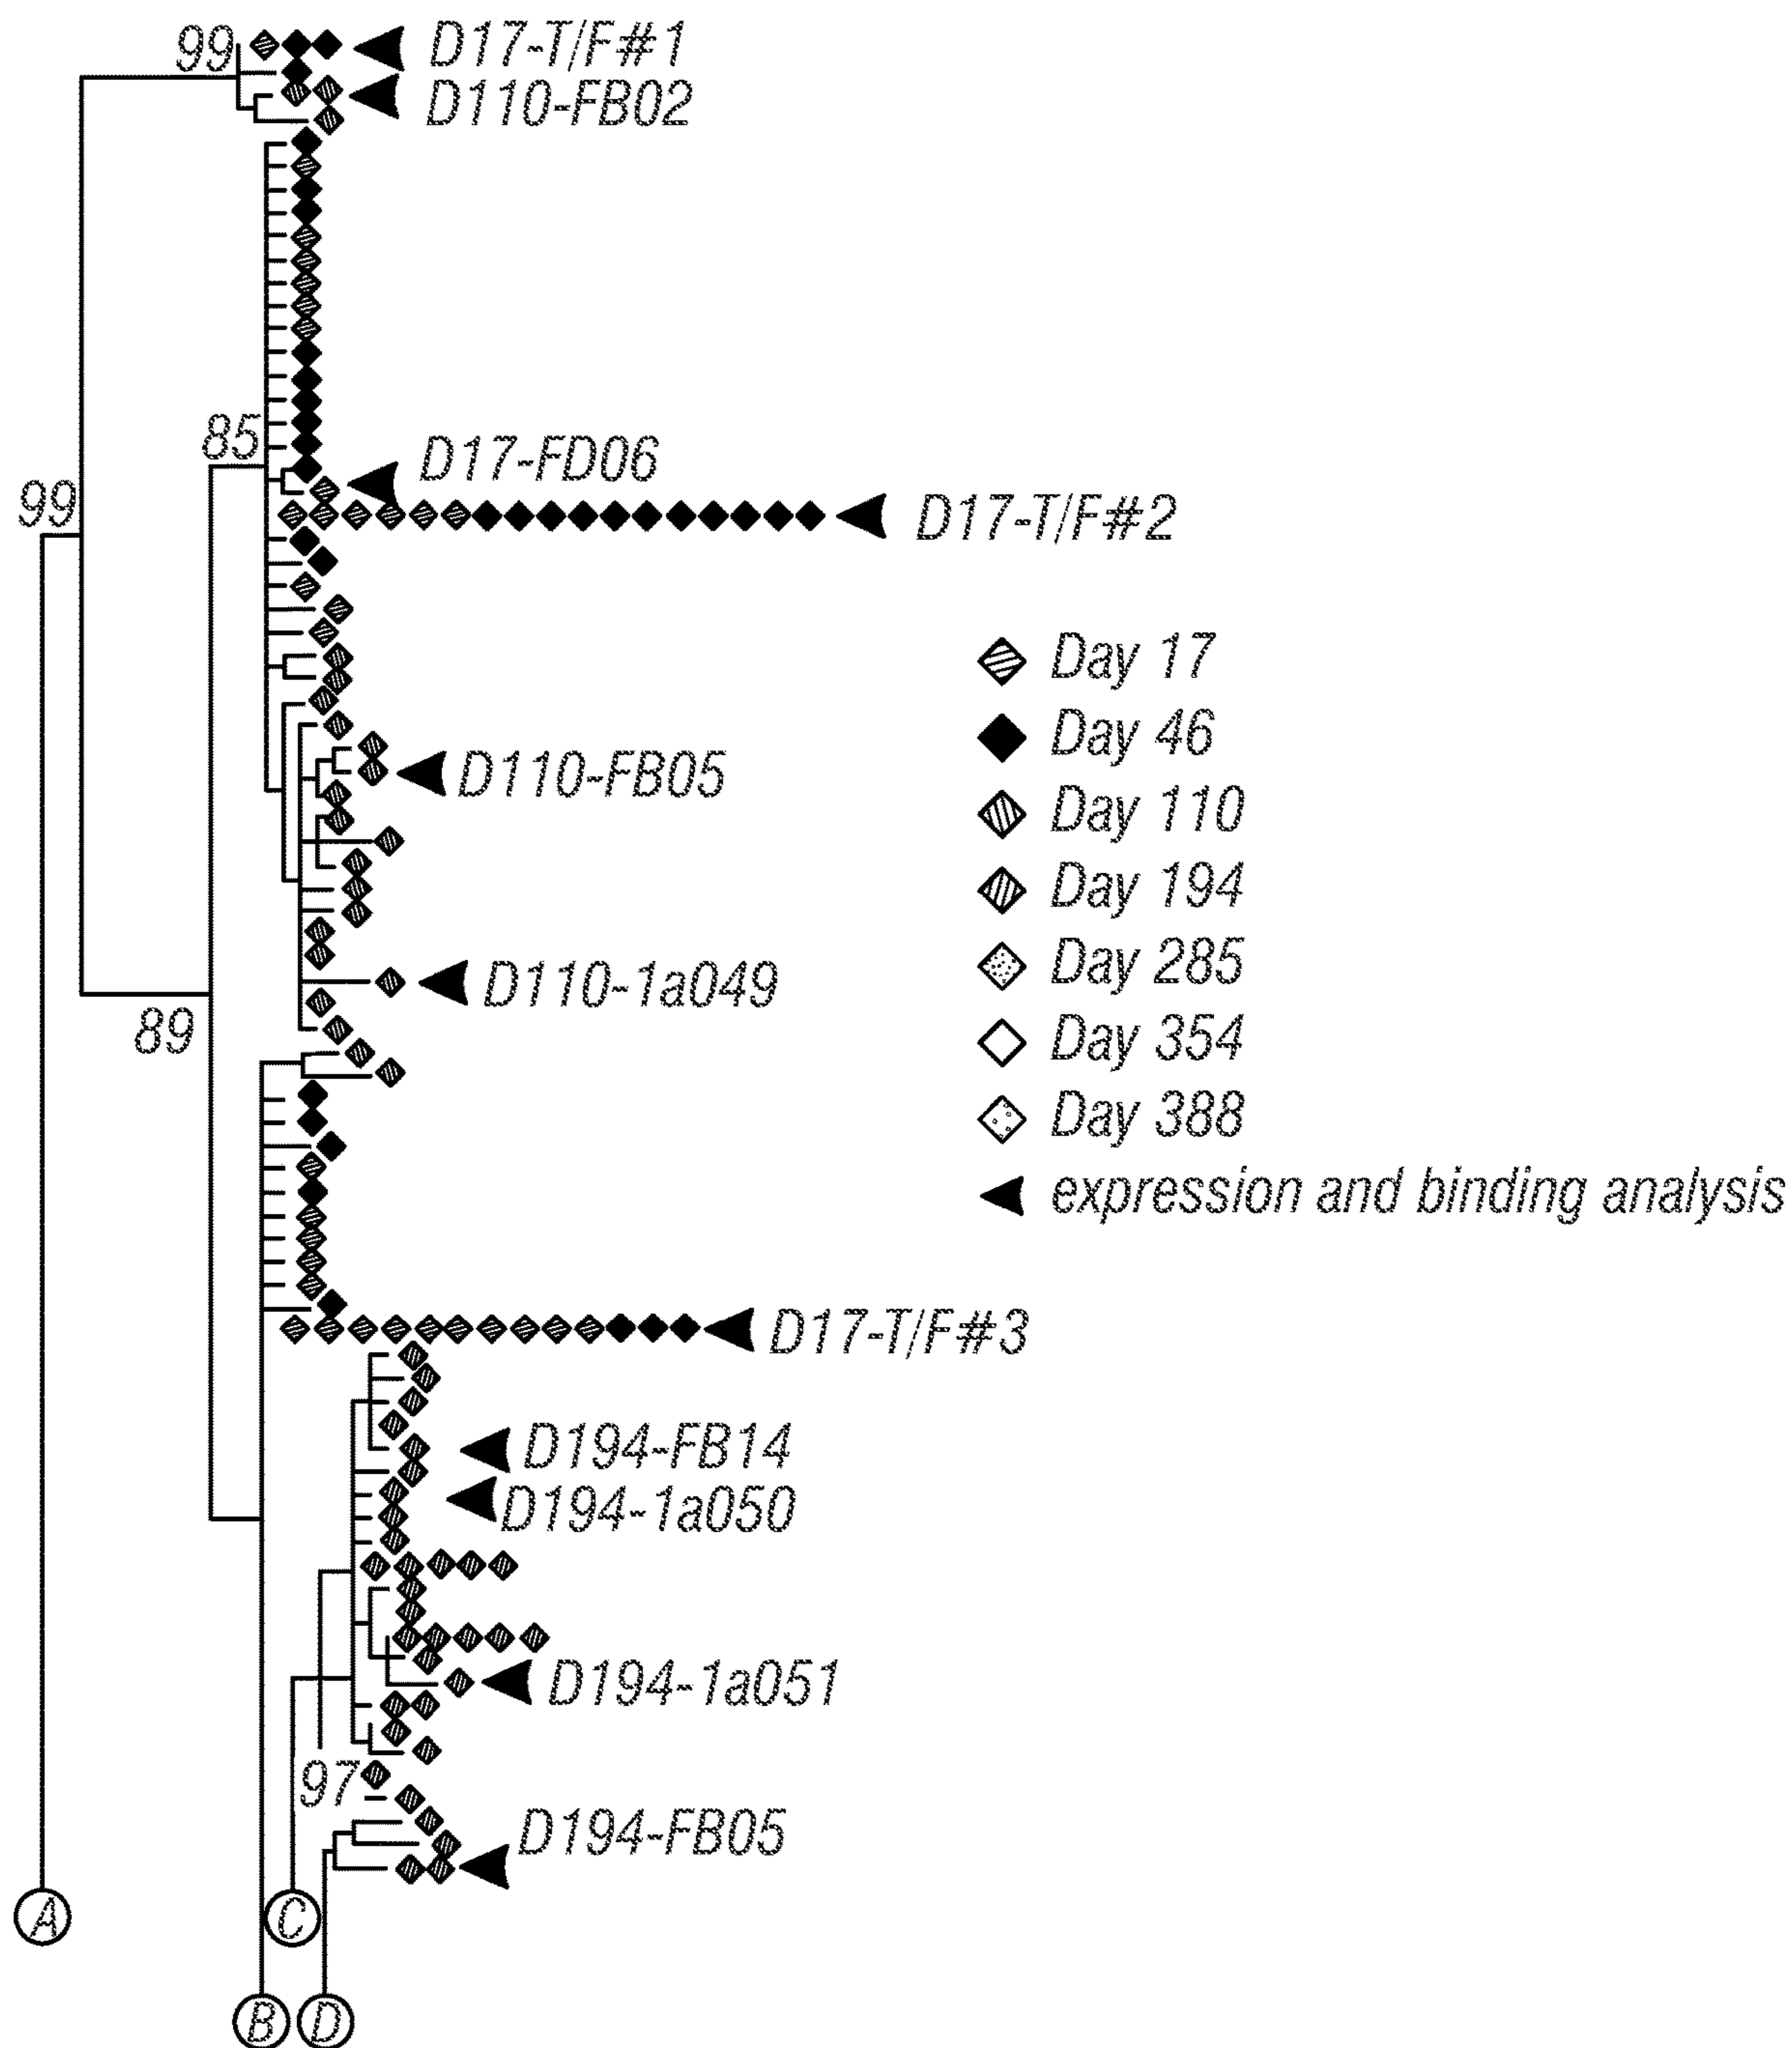 99
D17-T/F#1
D110-FB02
85
D17-FD06
99
D17-T/F#2
Day 17
Day 46
D110-FB05
Day 110
Day 194
Day 285
D110-1a049
89
Day 354
Day 388
expression and binding analysis
D17-T/F#3
D194-FB14
D194-1a050
D194-1a051
97
D194-FB05
A
C
B
D